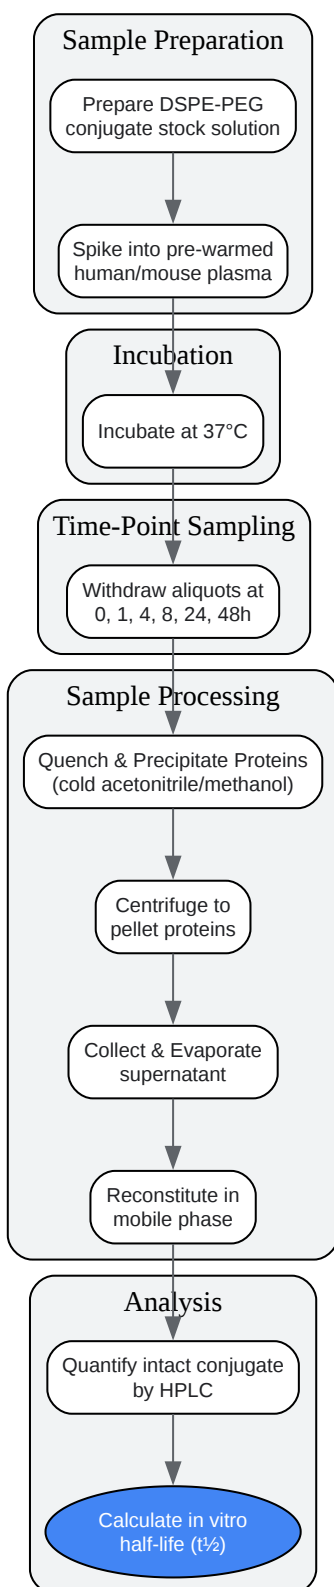 Sample Preparation
Prepare DSPE-PEG
conjugate stock solution
Spike into pre-warmed
human/mouse plasma
Incubation
Incubate at 37°C
Time-Point Sampling
Withdraw aliquots at
0, 1, 4, 8, 24, 48h
Sample Processing
Quench & Precipitate Proteins
(cold acetonitrile/methanol)
Centrifuge to
pellet proteins
Collect & Evaporate
supernatant
Reconstitute in
mobile phase
Analysis
Quantify intact conjugate
by HPLC
Calculate in vitro
half-life (t½)